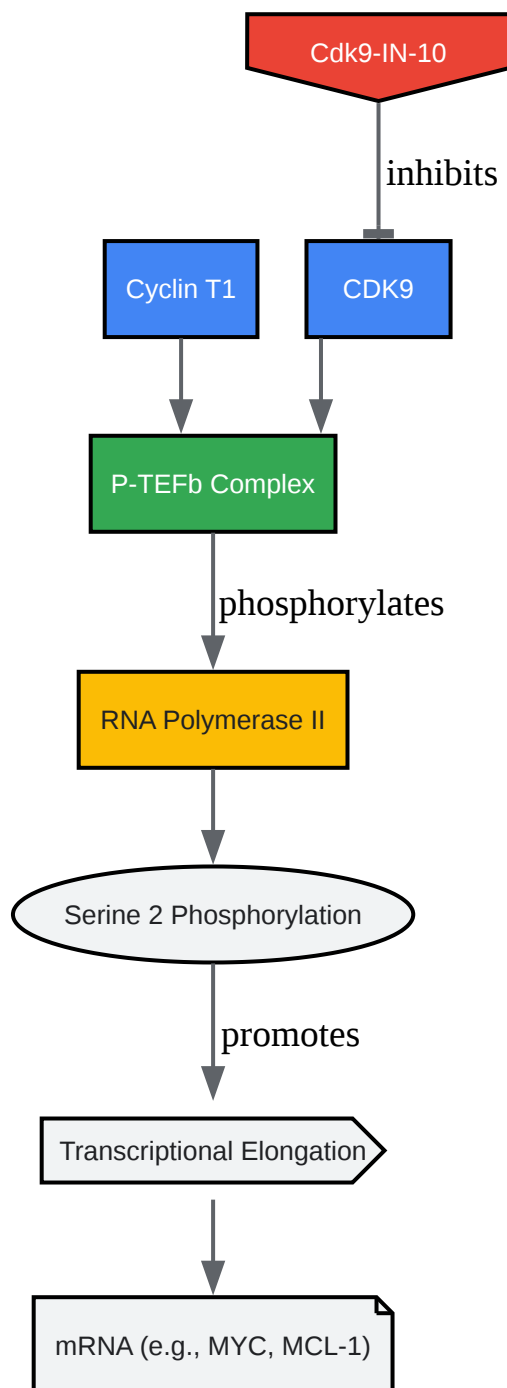 Cdk9-IN-10
inhibits
Cyclin T1
CDK9
P-TEFb Complex
phosphorylates
RNA Polymerase II
Serine 2 Phosphorylation
promotes
Transcriptional Elongation
mRNA (e.g., MYC, MCL-1)